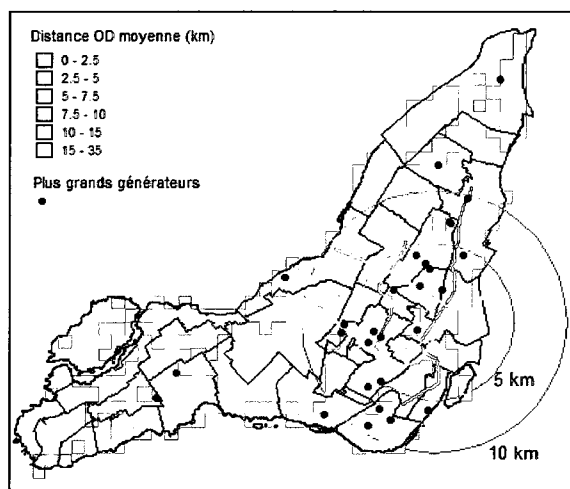 Distance OD moyenne (km)
0 - 2.5
2.5 - 5
5 - 7.5
7.5 - 10
10 - 15
15 - 35
Plus grands générateurs
5 km
10 km